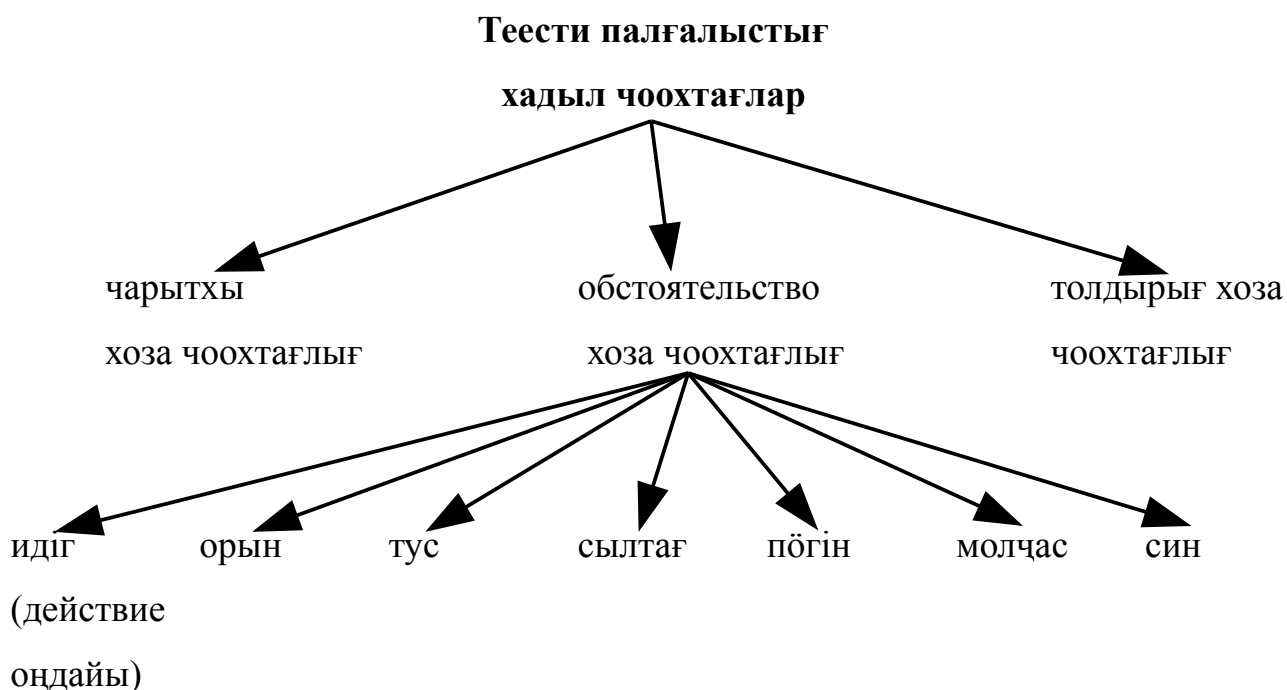 Теести палғалыстығ
хадыл чоохтағлар
чарытхы обстоятельство толдырығ хоза
хоза чоохтағлығ хоза чоохтағлығ чоохтағлығ
идіг орын тус сылтағ пӧгін молҷас син
(действие
оңдайы)